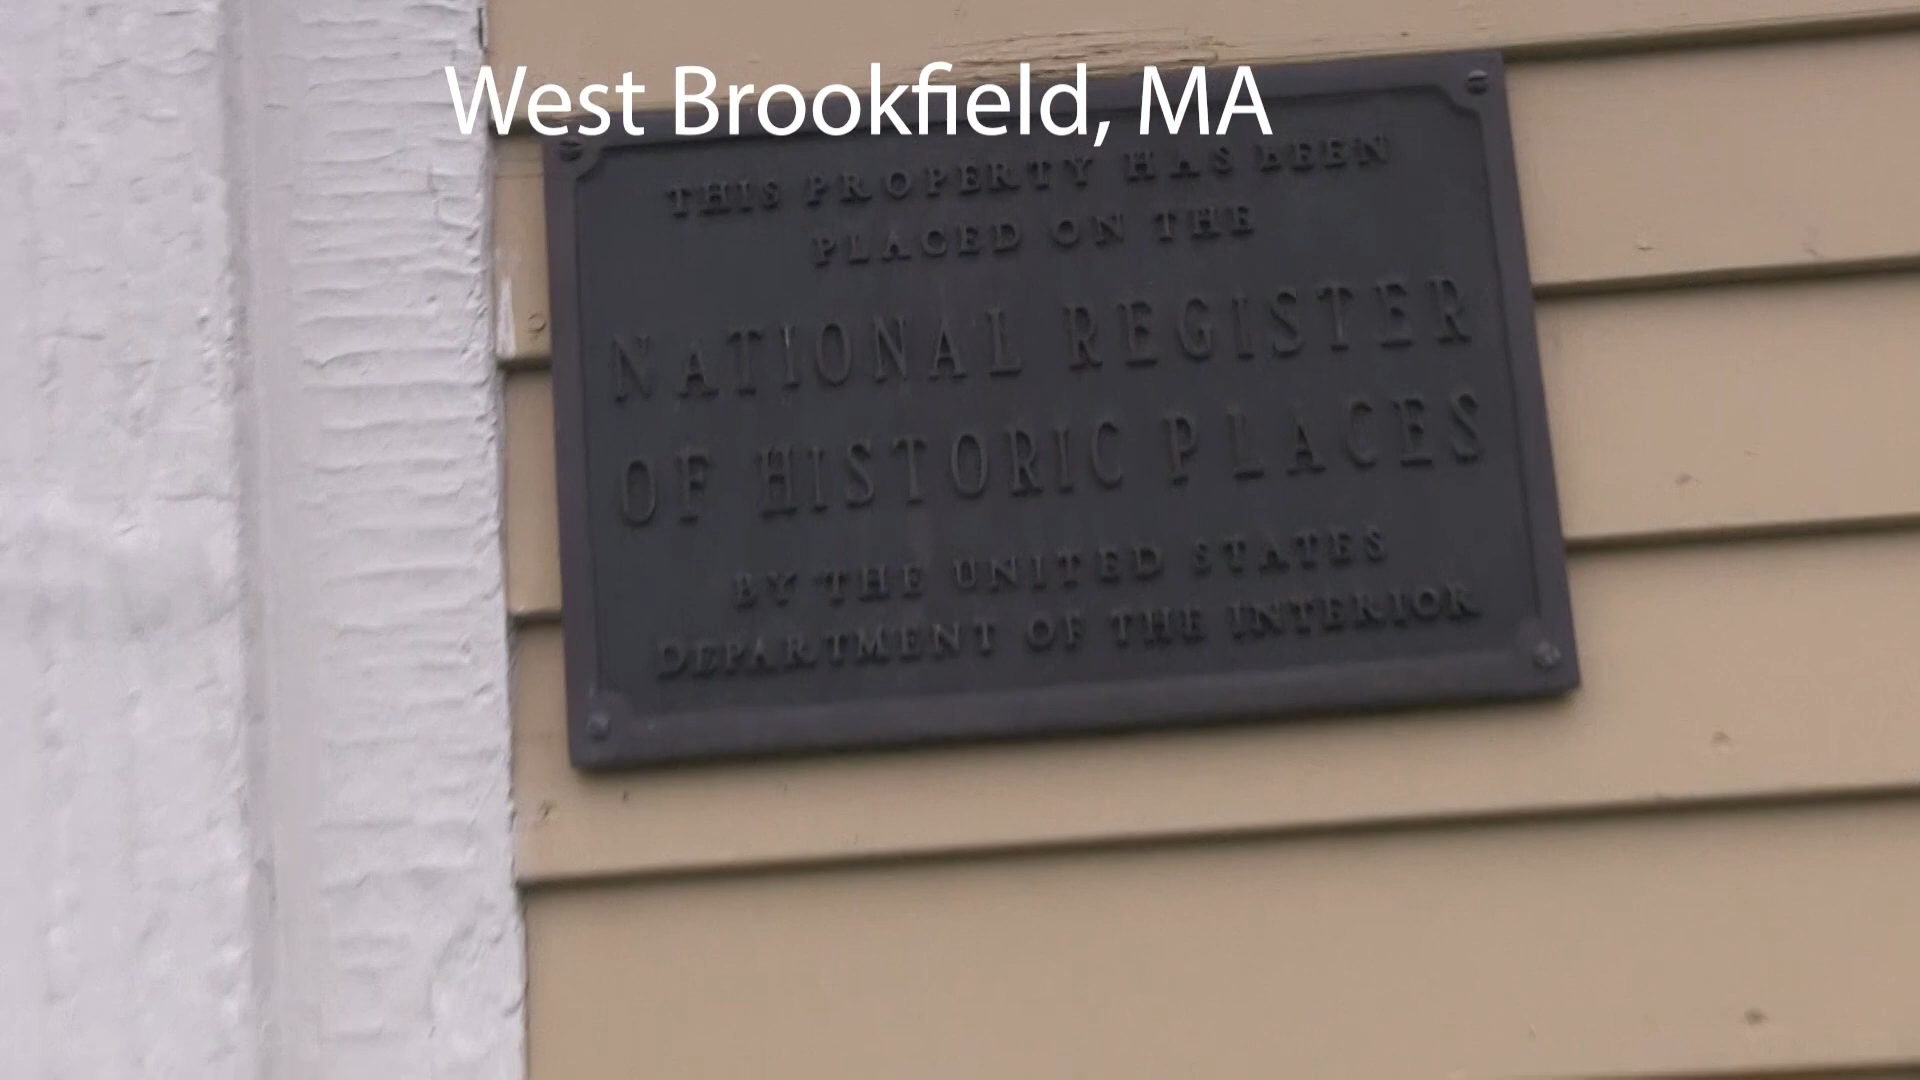 West Brookfield, MA
THIS PROPERTY HAS BEEN
PLACED ON THE
NATIONAL REGISTER
OF HISTORIC PLACES
BY THE UNITED STATES
DEPARTMENT OF THE INTERIOR